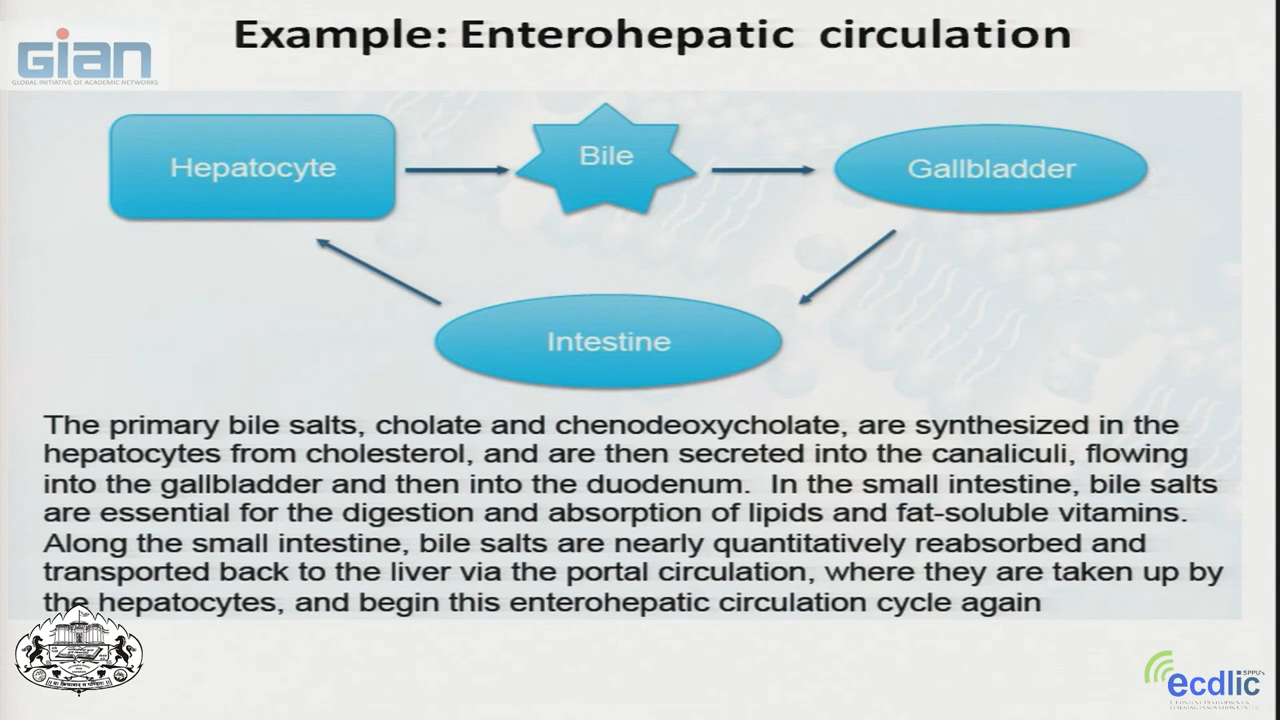 Example: Enterohepatic circulation
GIAN
GLOBAL INITIATIVE OF ACADEMIC NETWORKS
Hepatocyte
Bile
Gallbladder
Intestine
The primary bile salts, cholate and chenodeoxycholate, are synthesized in the
hepatocytes from cholesterol, and are then secreted into the canaliculi, flowing
into the gallbladder and then into the duodenum. In the small intestine, bile salts
are essential for the digestion and absorption of lipids and fat-soluble vitamins.
Along the small intestine, bile salts are nearly quantitatively reabsorbed and
transported back to the liver via the portal circulation, where they are taken up by
the hepatocytes, and begin this enterohepatic circulation cycle again
SPPU's
ecdlic